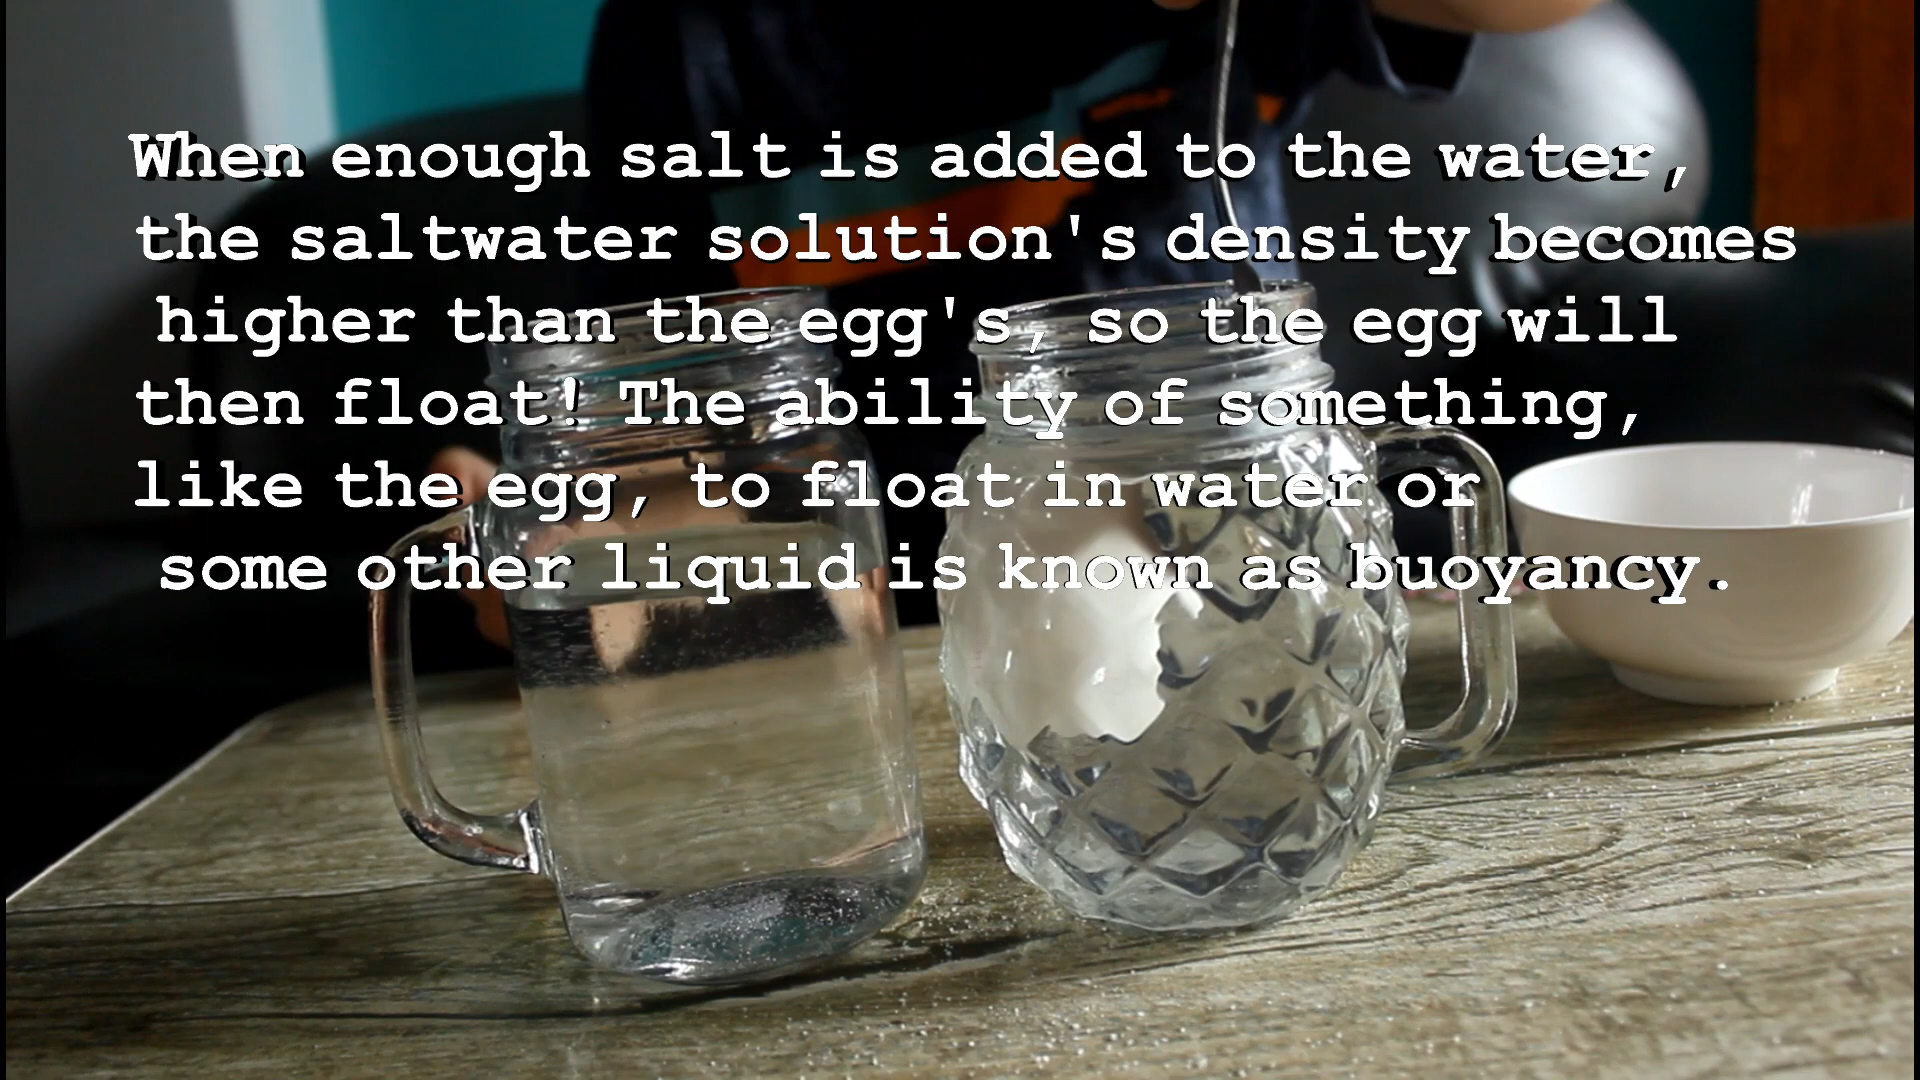 When enough salt is added to the water,
the saltwater solution's density becomes
higher than the egg's, so the egg will
then float! The ability of something,
like the egg, to float in water or
some other liquid is known as buoyancy.